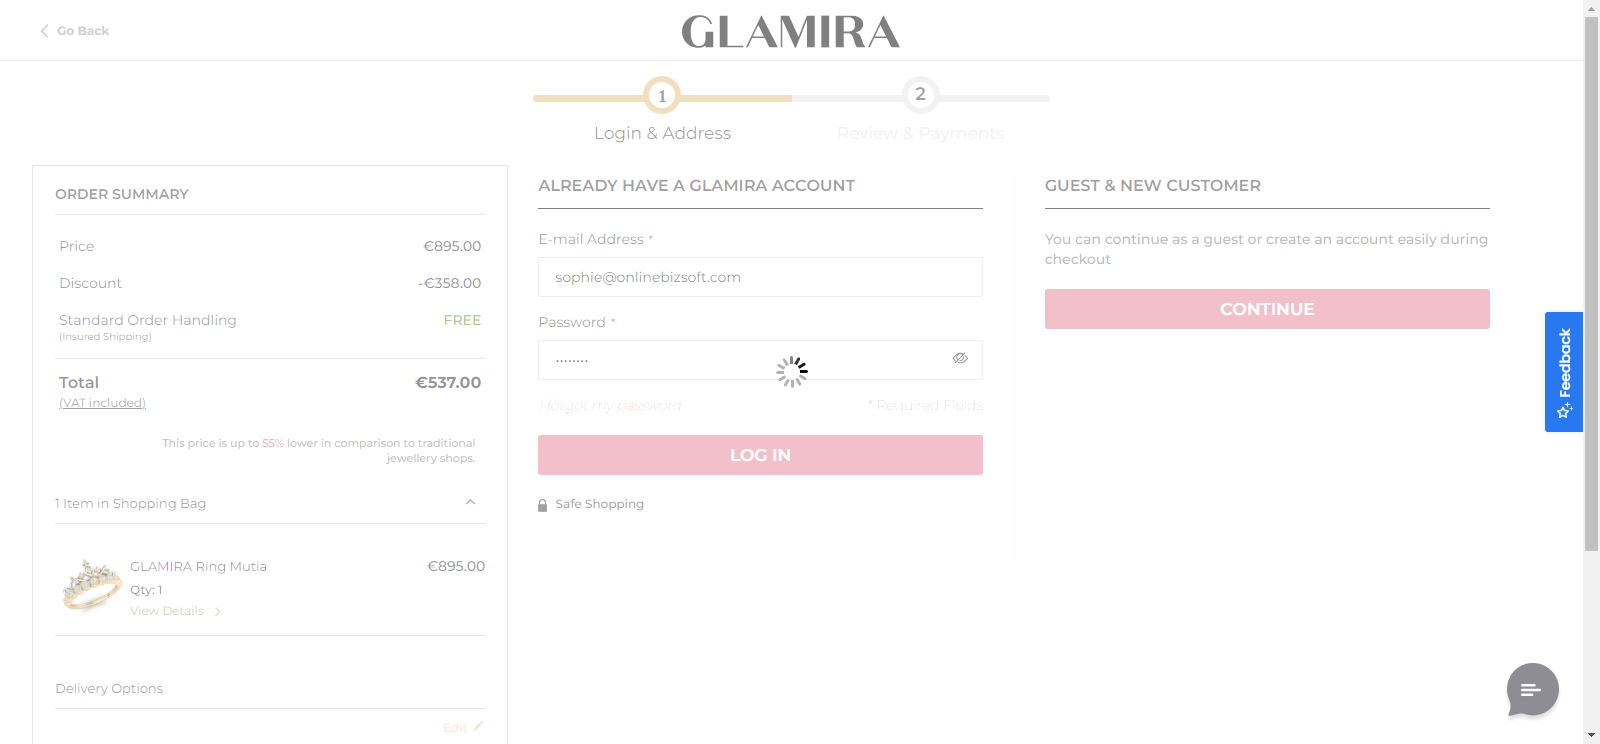 Go Back
GLAMIRA
1
2
Login & Address
Review & Payments
ORDER SUMMARY
Price €895.00
Discount -€358.00
Standard Order Handling FREE
(Insured Shipping)
Total €537.00
(VAT included)
This price is up to 55% lower in comparison to traditional
jewellery shops.
1 Item in Shopping Bag
GLAMIRA Ring Mutia €895.00
Qty: 1
View Details
Delivery Options
Edit
ALREADY HAVE A GLAMIRA ACCOUNT
E-mail Address *
sophie@onlinebizsoft.com
Password *
........
I forgot my password * Required Fields
LOG IN
Safe Shopping
GUEST & NEW CUSTOMER
You can continue as a guest or create an account easily during
checkout
CONTINUE
Feedback